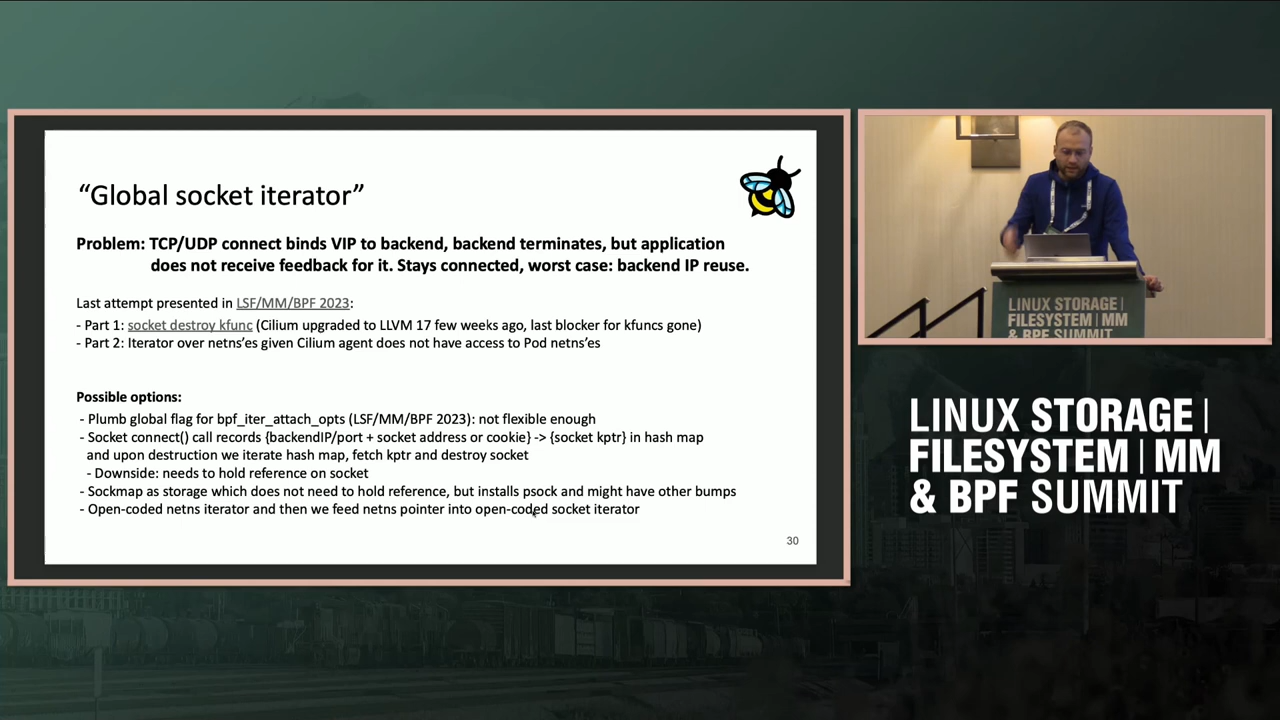 “Global socket iterator”
Problem: TCP/UDP connect binds VIP to backend, backend terminates, but application
does not receive feedback for it. Stays connected, worst case: backend IP reuse.
Last attempt presented in LSF/MM/BPF 2023:
- Part 1: socket destroy kfunc (Cilium upgraded to LLVM 17 few weeks ago, last blocker for kfuncs gone)
- Part 2: Iterator over netns’es given Cilium agent does not have access to Pod netns’es
Possible options:
- Plumb global flag for bpf_iter_attach_opts (LSF/MM/BPF 2023): not flexible enough
- Socket connect() call records {backendIP/port + socket address or cookie} -> {socket kptr} in hash map
and upon destruction we iterate hash map, fetch kptr and destroy socket
- Downside: needs to hold reference on socket
- Sockmap as storage which does not need to hold reference, but installs psock and might have other bumps
- Open-coded netns iterator and then we feed netns pointer into open-coded socket iterator
30
LINUX STORAGE |
FILESYSTEM | MM
& BPF SUMMIT
LINUX STORAGE |
FILESYSTEM | MM
& BPF SUMMIT